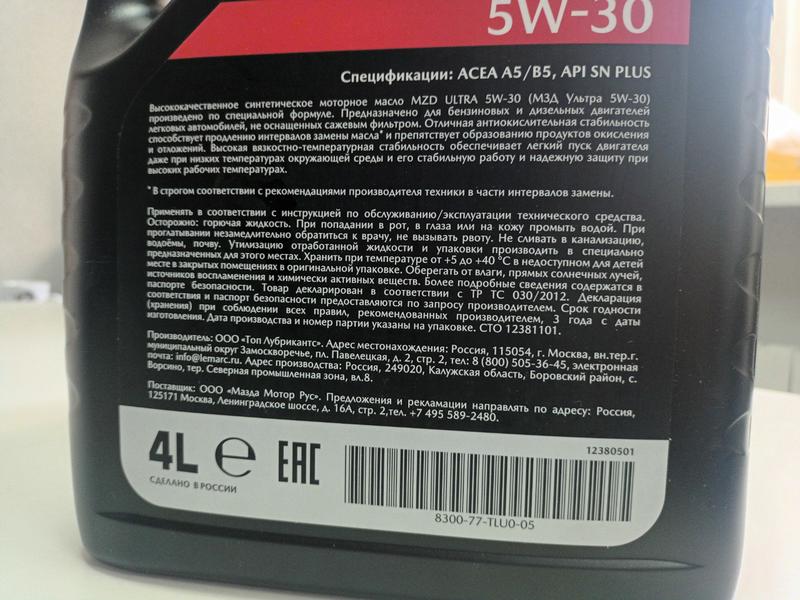 5W-30
Спецификации: ACEA A5/B5, API SN PLUS
Высококачественное синтетическое моторное масло MZD ULTRA 5W-30 (МЗД Ультра 5W-30)
произведено по специальной формуле. Предназначено для бензиновых и дизельных двигателей
легковых автомобилей, не оснащенных сажевым фильтром. Отличная антиокислительная стабильность
способствует продлению интервалов замены масла* и препятствует образованию продуктов окисления
и отложений. Высокая вязкостно-температурная стабильность обеспечивает легкий пуск двигателя
даже при низких температурах окружающей среды и его стабильную работу и надежную защиту при
высоких рабочих температурах.
* В строгом соответствии с рекомендациями производителя техники в части интервалов замены.
Применять в соответствии с инструкцией по обслуживанию/эксплуатации технического средства.
Осторожно: горючая жидкость. При попадании в рот, в глаза или на кожу промыть водой. При
проглатывании незамедлительно обратиться к врачу, не вызывать рвоту. Не сливать в канализацию,
водоёмы, почву. Утилизацию отработанной жидкости и упаковки производить в специально
предназначенных для этого местах. Хранить при температуре от +5 до +40 °C в недоступном для детей
месте в закрытых помещениях в оригинальной упаковке. Оберегать от влаги, прямых солнечных лучей,
источников воспламенения и химически активных веществ. Более подробные сведения содержатся в
паспорте безопасности. Товар декларирован в соответствии с ТР ТС 030/2012. Декларация
соответствия и паспорт безопасности предоставляются по запросу производителем. Срок годности
(хранения) при соблюдении всех правил, рекомендованных производителем, 3 года с даты
изготовления. Дата производства и номер партии указаны на упаковке. СТО 12381101.
Производитель: ООО «Топ Лубрикантс». Адрес местонахождения: Россия, 115054, г. Москва, вн.тер.г.
муниципальный округ Замоскворечье, пл. Павелецкая, д. 2, стр. 2, тел: 8 (800) 505-36-45, электронная
почта: info@lemarc.ru. Адрес производства: Россия, 249020, Калужская область, Боровский район, с.
Ворсино, тер. Северная промышленная зона, вл.8.
Поставщик: ООО «Мазда Мотор Рус». Предложения и рекламации направлять по адресу: Россия,
125171 Москва, Ленинградское шоссе, д. 16А, стр. 2,тел. +7 495 589-2480.
4L ℮ EAC
СДЕЛАНО В РОССИИ
12380501
8300-77-TLU0-05